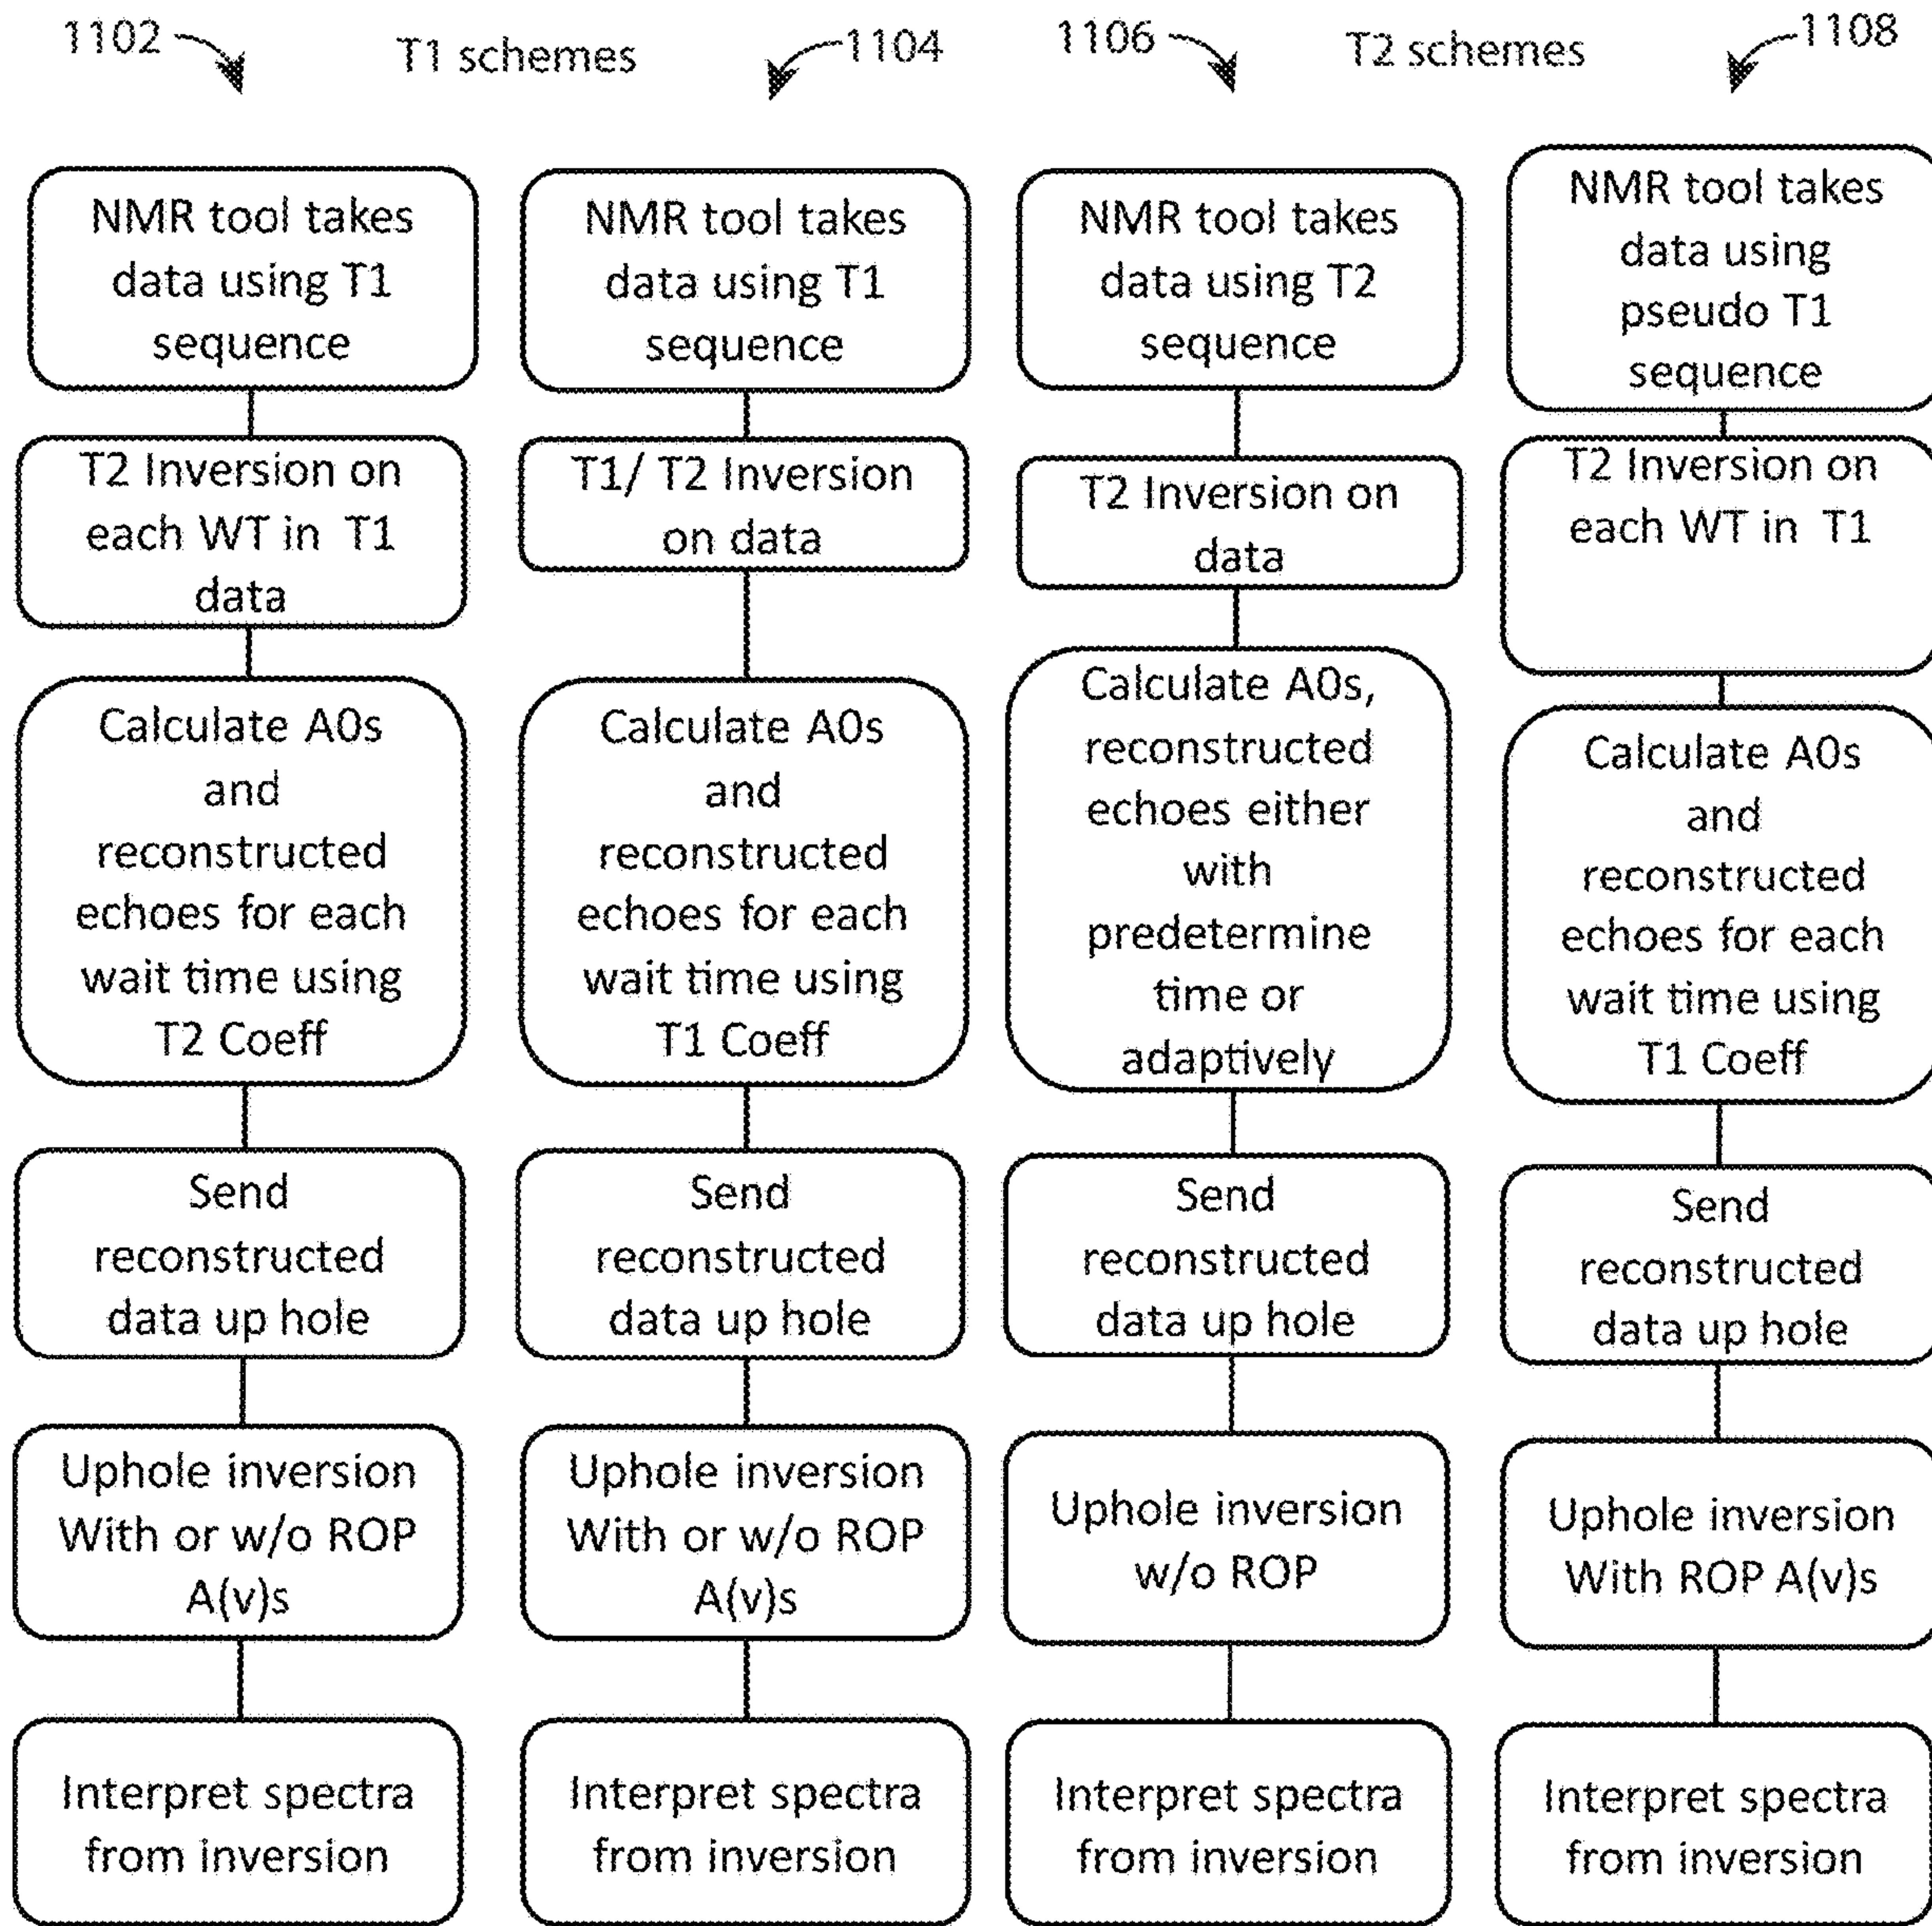 1102
T1 schemes
1104
1106
T2 schemes
1108
NMR tool takes
data using T1
sequence
T2 Inversion on
each WT in T1
data
Calculate A0s
and
reconstructed
echoes for each
wait time using
T2 Coeff
Send
reconstructed
data up hole
Uphole inversion
With or w/o ROP
A(v)s
Interpret spectra
from inversion
NMR tool takes
data using T1
sequence
T1/ T2 Inversion
on data
Calculate A0s
and
reconstructed
echoes for each
wait time using
T1 Coeff
Send
reconstructed
data up hole
Uphole inversion
With or w/o ROP
A(v)s
Interpret spectra
from inversion
NMR tool takes
data using T2
sequence
T2 Inversion on
data
Calculate A0s,
reconstructed
echoes either
with
predetermine
time or
adaptively
Send
reconstructed
data up hole
Uphole inversion
w/o ROP
Interpret spectra
from inversion
NMR tool takes
data using
pseudo T1
sequence
T2 Inversion on
each WT in T1
Calculate A0s
and
reconstructed
echoes for each
wait time using
T1 Coeff
Send
reconstructed
data up hole
Uphole inversion
With ROP A(v)s
Interpret spectra
from inversion